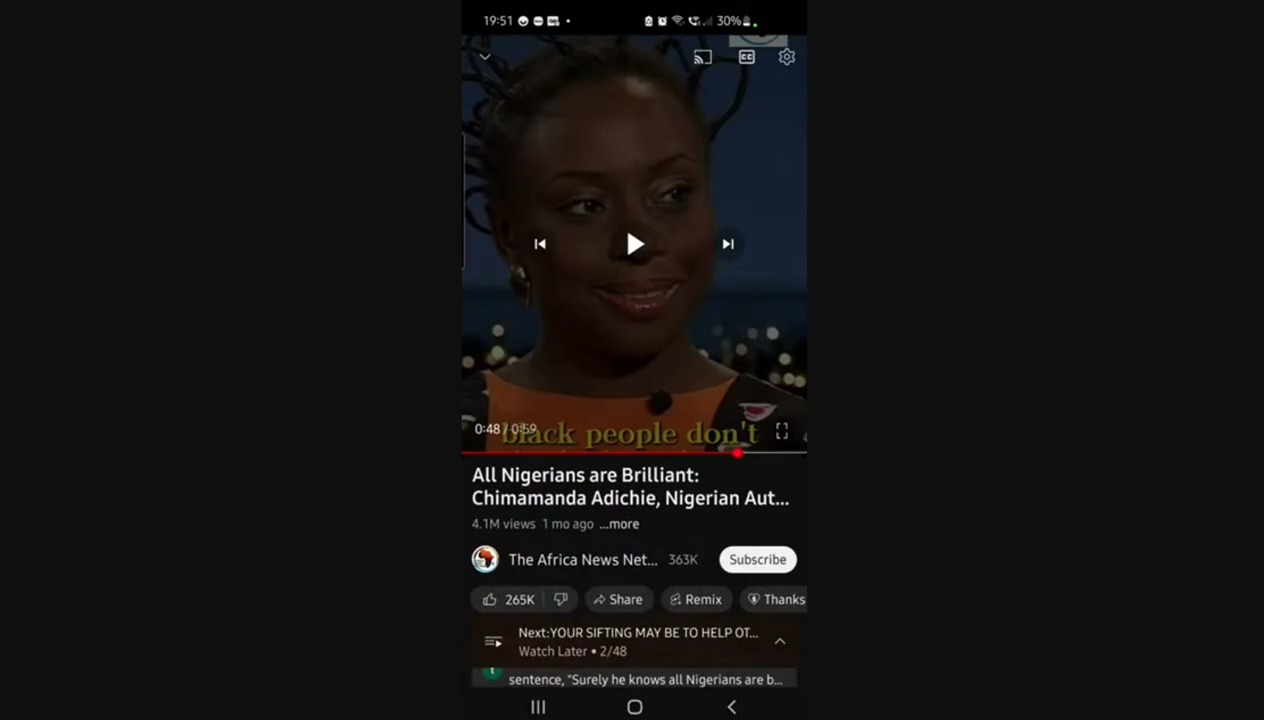 19:51
30%
CC
0:48 / 0:59
black people don't
All Nigerians are Brilliant:
Chimamanda Adichie, Nigerian Aut...
4.1M views 1 mo ago ...more
The Africa News Net... 363K Subscribe
265K Share Remix Thanks
Next:YOUR SIFTING MAY BE TO HELP OT...
Watch Later • 2/48
t
sentence, "Surely he knows all Nigerians are b...